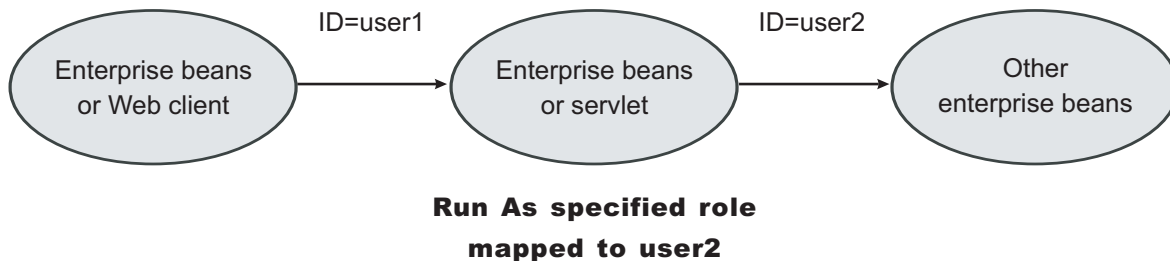 ID=user1
ID=user2
Enterprise beans
or Web client
Enterprise beans
or servlet
Other
enterprise beans
Run As specified role
mapped to user2